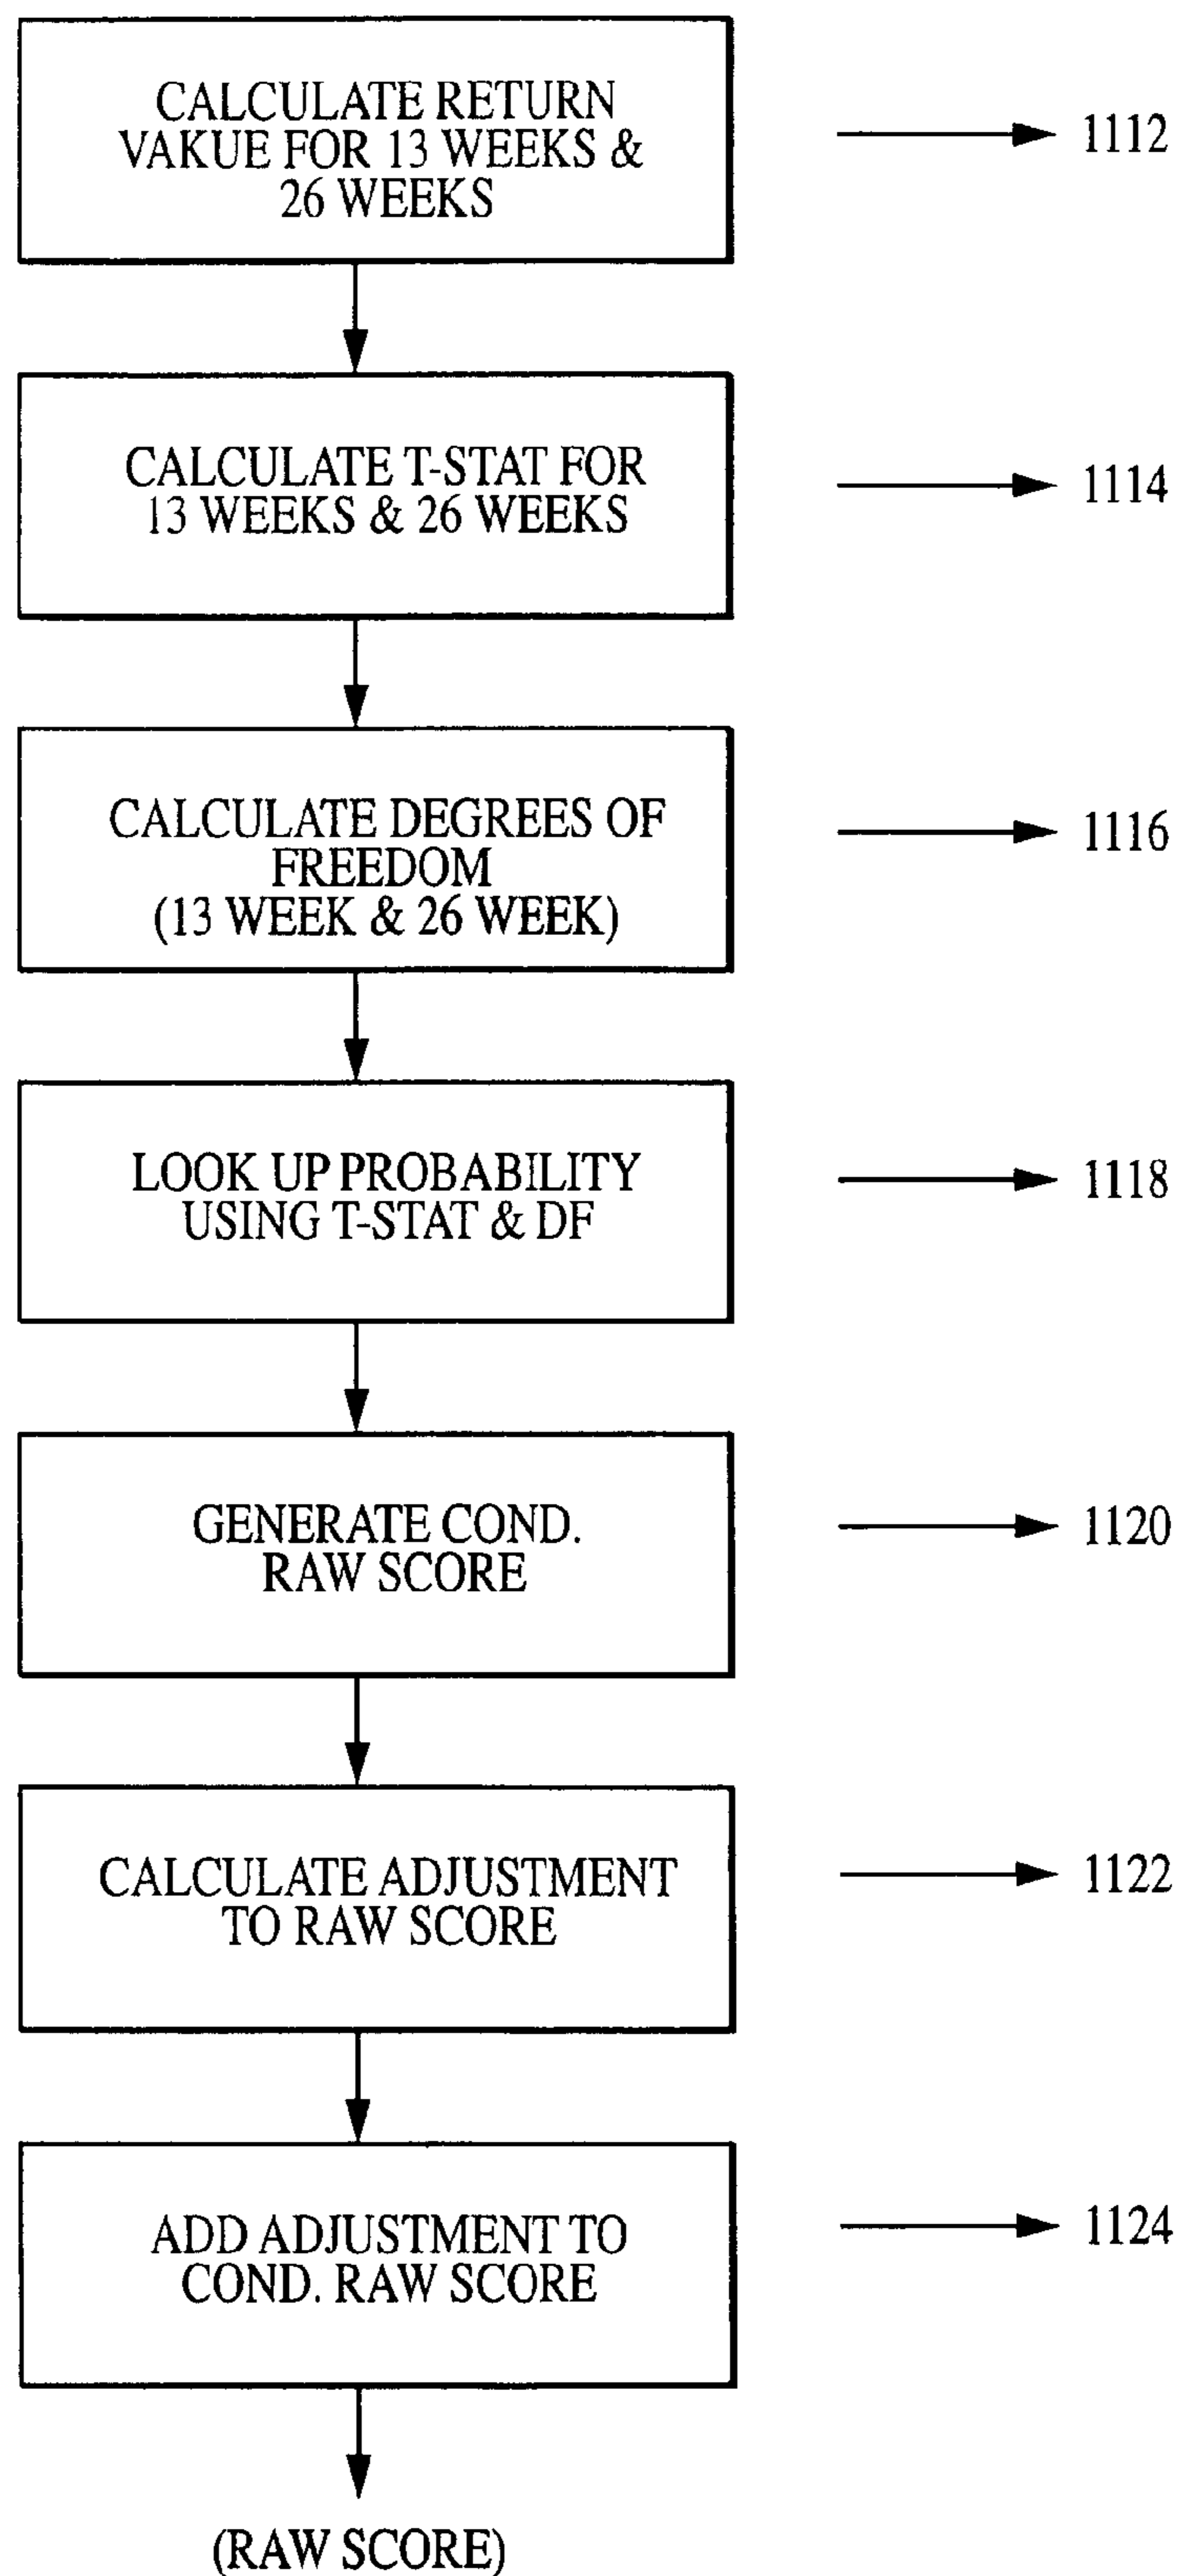 CALCULATE RETURN
VAKUE FOR 13 WEEKS &
26 WEEKS
1112
CALCULATE T-STAT FOR
13 WEEKS & 26 WEEKS
1114
CALCULATE DEGREES OF
FREEDOM
(13 WEEK & 26 WEEK)
1116
LOOK UP PROBABILITY
USING T-STAT & DF
1118
GENERATE COND.
RAW SCORE
1120
CALCULATE ADJUSTMENT
TO RAW SCORE
1122
ADD ADJUSTMENT TO
COND. RAW SCORE
1124
(RAW SCORE)